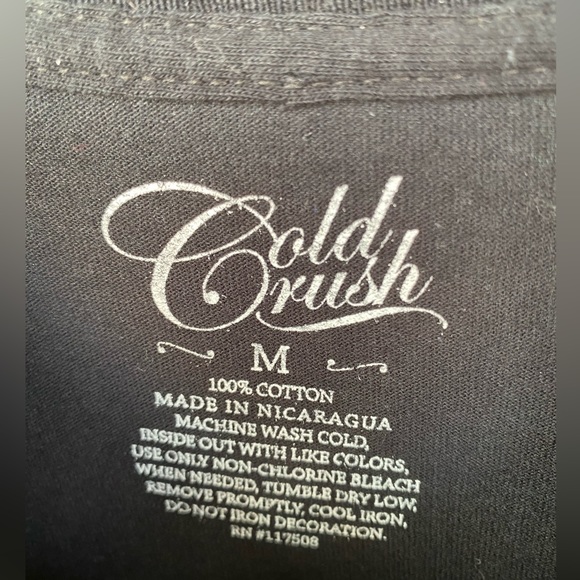 Cold
Crush
M
100% COTTON
MADE IN NICARAGUA
MACHINE WASH COLD,
INSIDE OUT WITH LIKE COLORS,
USE ONLY NON-CHLORINE BLEACH
WHEN NEEDED, TUMBLE DRY LOW,
REMOVE PROMPTLY, COOL IRON,
DO NOT IRON DECORATION.
RN #117508